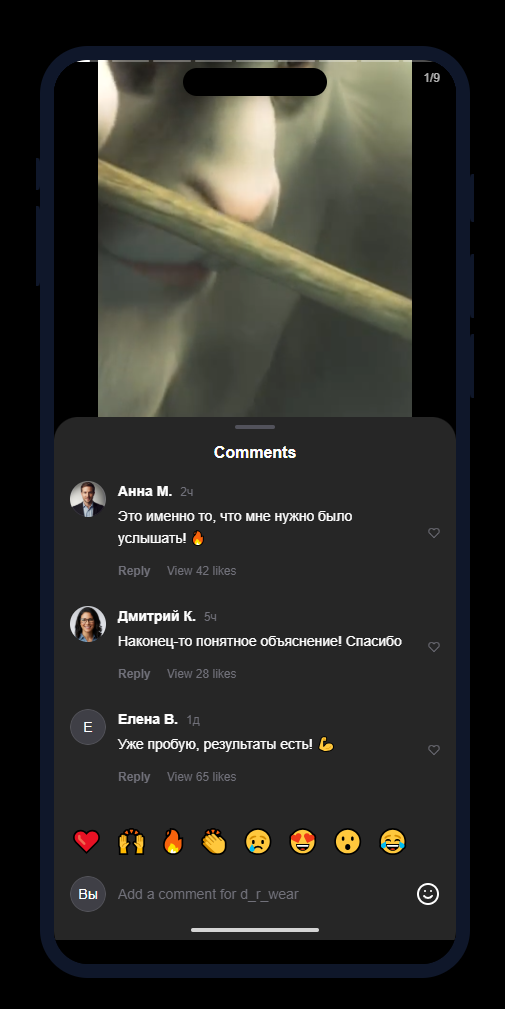 1/9
Comments
Анна М. 2ч
Это именно то, что мне нужно было
услышать! 🔥
Reply View 42 likes
Дмитрий К. 5ч
Наконец-то понятное объяснение! Спасибо
Reply View 28 likes
Е
Елена В. 1д
Уже пробую, результаты есть! 💪
Reply View 65 likes
Вы
Add a comment for d_r_wear